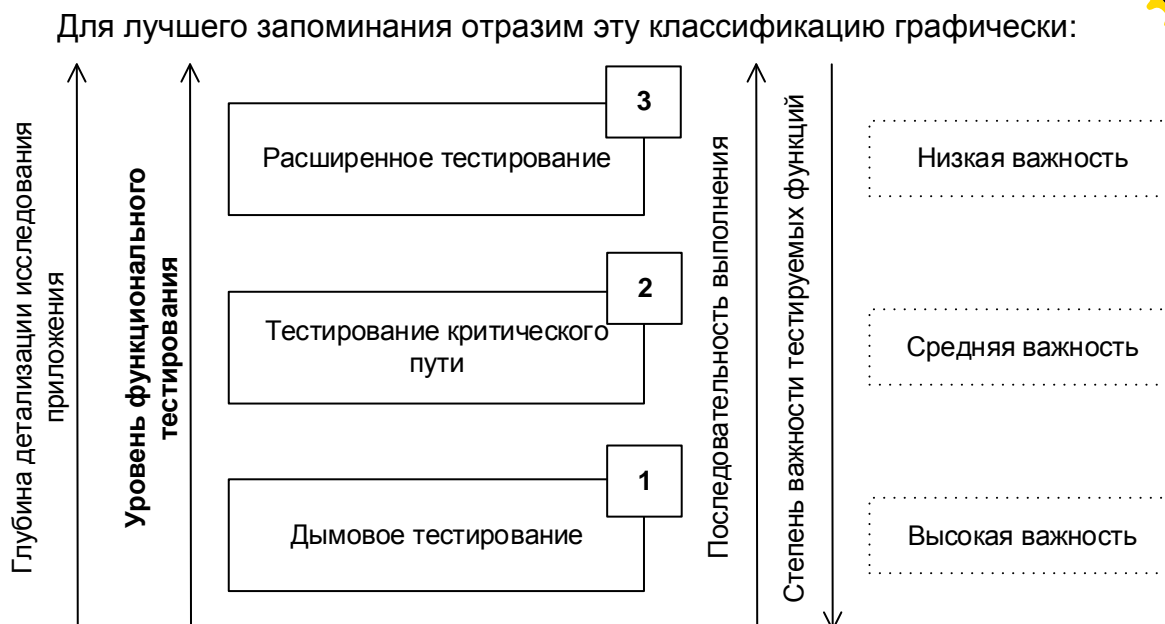 Для лучшего запоминания отразим эту классификацию графически:
Глубина детализации исследования
приложения
Уровень функционального
тестирования
3
Расширенное тестирование
2
Тестирование критического
пути
1
Дымовое тестирование
Последовательность выполнения
Степень важности тестируемых функций
Низкая важность
Средняя важность
Высокая важность